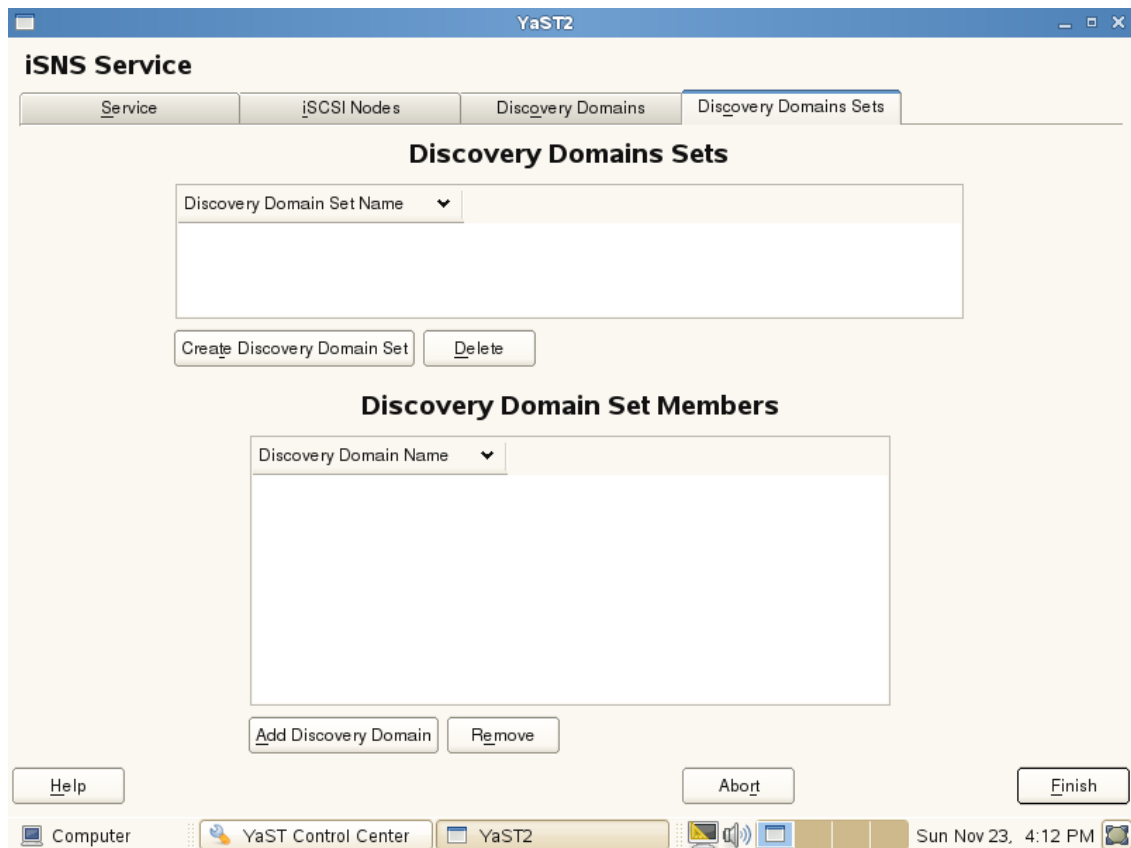 YaST2
iSNS Service
Service
iSCSI Nodes
Discovery Domains
Discovery Domains Sets
Discovery Domains Sets
Discovery Domain Set Name
Create Discovery Domain Set
Delete
Discovery Domain Set Members
Discovery Domain Name
Add Discovery Domain
Remove
Help
Abort
Finish
Computer
YaST Control Center
YaST2
Sun Nov 23, 4:12 PM